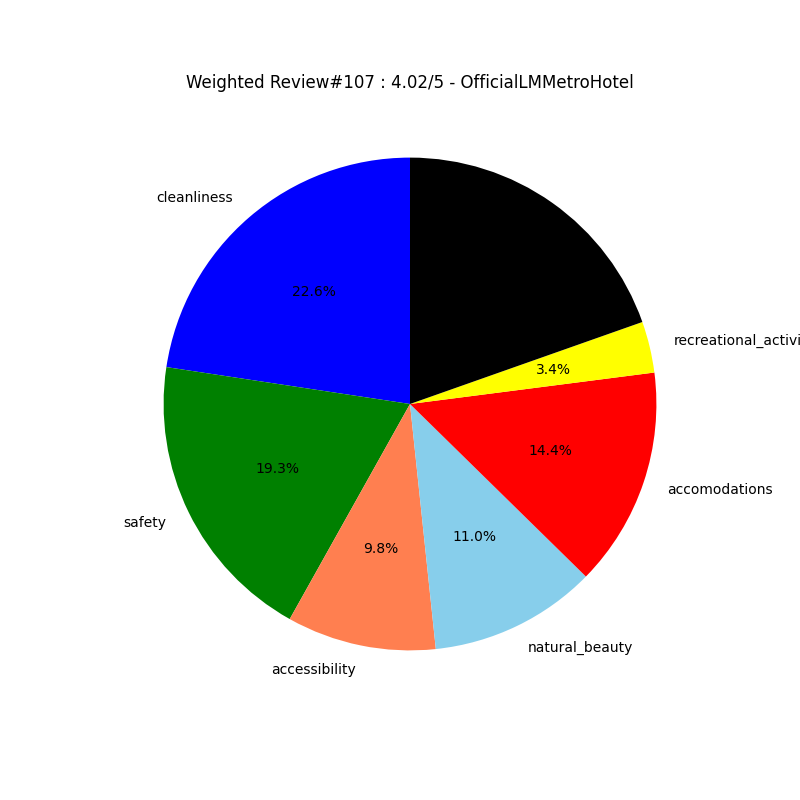 Weighted Review#107 : 4.02/5 - OfficialLMMetroHotel
cleanliness
22.6%
recreational_activi
3.4%
14.4%
19.3%
accomodations
safety
11.0%
9.8%
natural_beauty
accessibility